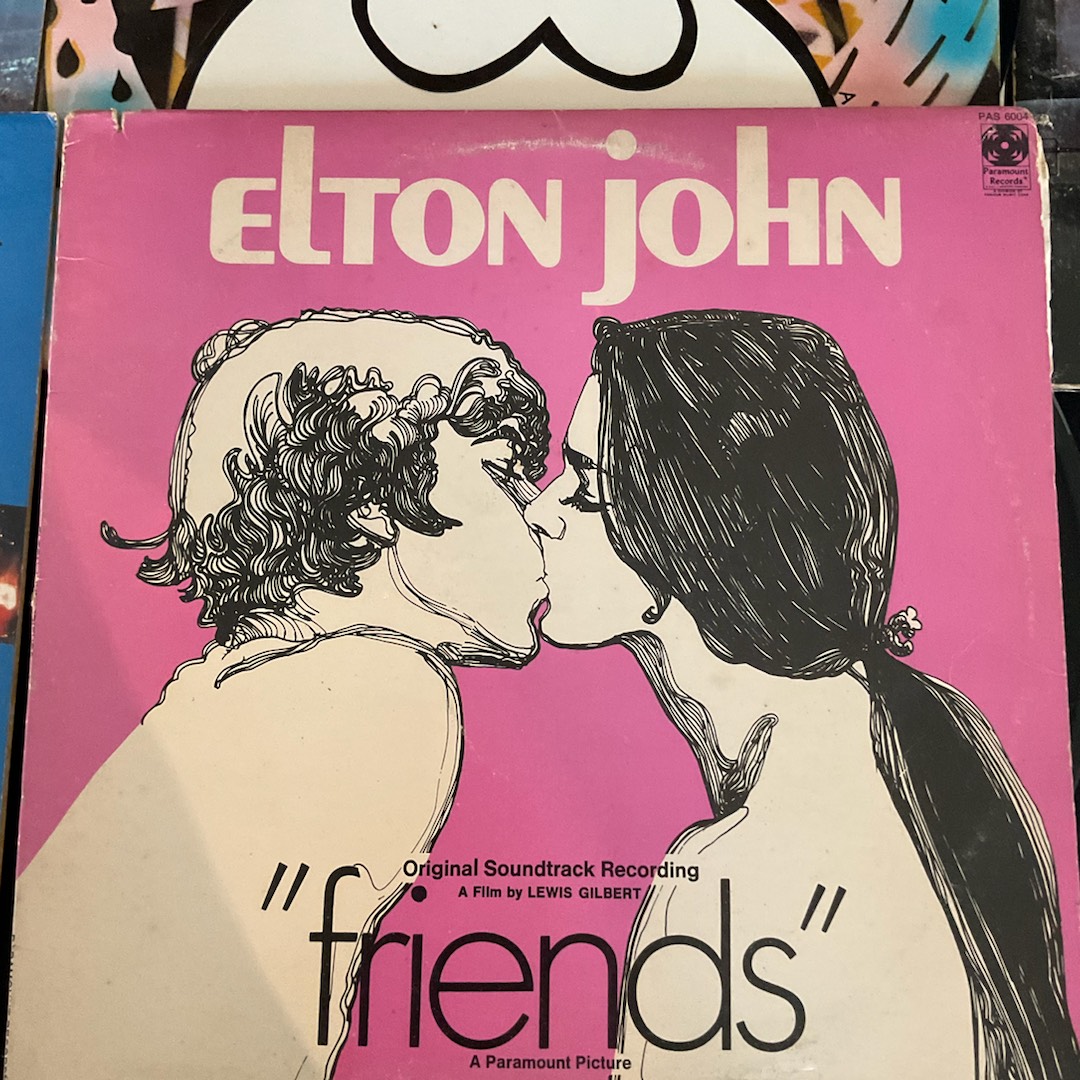 PAS 6004
ELTON JOHN
Paramount
Records
Original Soundtrack Recording
A Film by LEWIS GILBERT
"friends"
A Paramount Picture